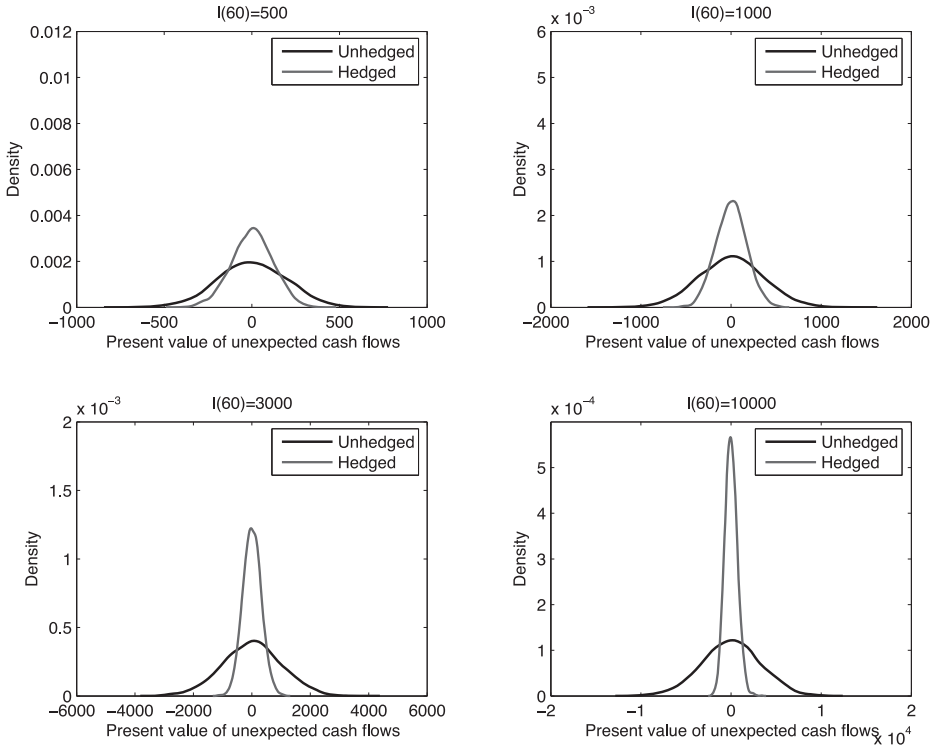 I(60)=500
0.012
0.01
0.008
0.006
0.004
0.002
0
Density
Unhedged
Hedged
−1000
−500
0
500
1000
Present value of unexpected cash flows
I(60)=1000
x 10⁻³
6
5
4
3
2
1
0
Density
Unhedged
Hedged
−2000
−1000
0
1000
2000
Present value of unexpected cash flows
I(60)=3000
x 10⁻³
2
1.5
1
0.5
0
Density
Unhedged
Hedged
−6000
−4000
−2000
0
2000
4000
6000
Present value of unexpected cash flows
I(60)=10000
x 10⁻⁴
5
4
3
2
1
0
Density
Unhedged
Hedged
−2
−1
0
1
2
Present value of unexpected cash flows
x 10⁴